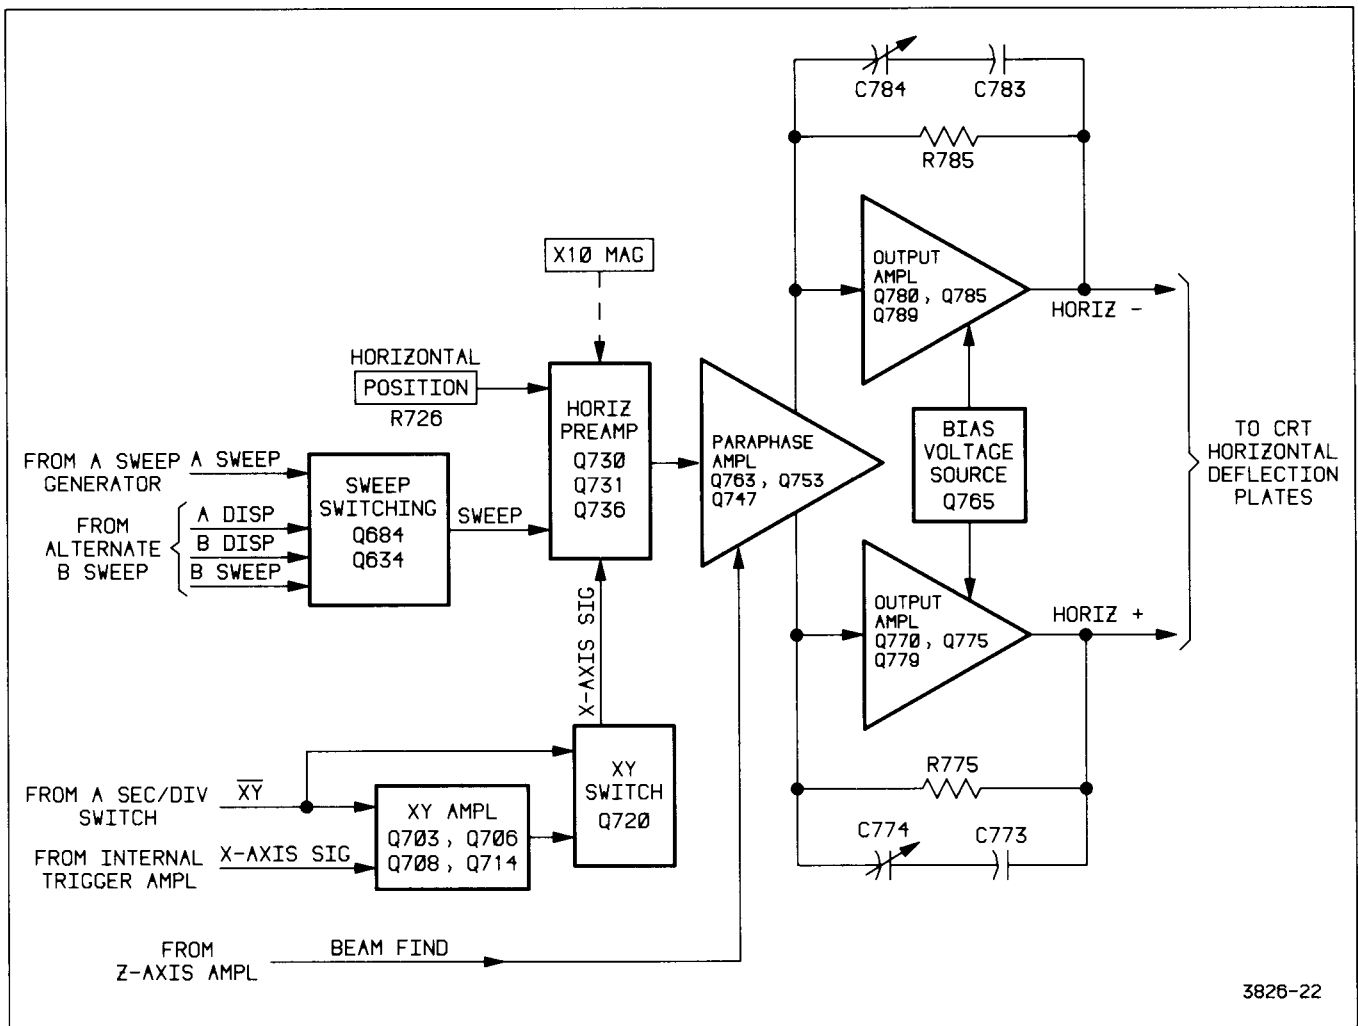 C784
C783
R785
X10 MAG
OUTPUT
AMPL
Q780, Q785
Q789
HORIZ -
HORIZONTAL
POSITION
R726
HORIZ
PREAMP
Q730
Q731
Q736
PARAPHASE
AMPL
Q763, Q753
Q747
BIAS
VOLTAGE
SOURCE
Q765
TO CRT
HORIZONTAL
DEFLECTION
PLATES
FROM A SWEEP
GENERATOR
A SWEEP
FROM
ALTERNATE
B SWEEP
A DISP
B DISP
B SWEEP
SWEEP
SWITCHING
Q684
Q634
SWEEP
X-AXIS SIG
OUTPUT
AMPL
Q770, Q775
Q779
HORIZ +
R775
C774
C773
FROM A SEC/DIV
SWITCH
XY
FROM INTERNAL
TRIGGER AMPL
X-AXIS SIG
XY AMPL
Q703, Q706
Q708, Q714
XY
SWITCH
Q720
FROM
Z-AXIS AMPL
BEAM FIND
3826-22